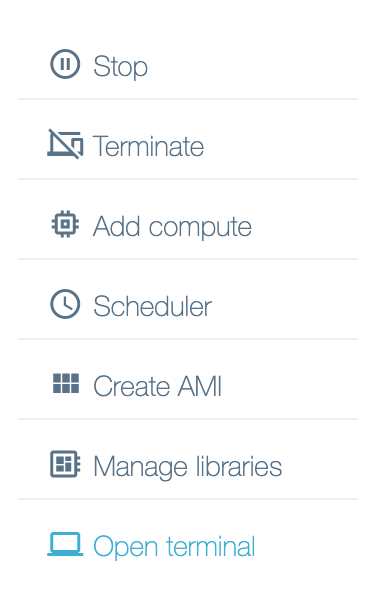 Stop
Terminate
Add compute
Scheduler
Create AMI
Manage libraries
Open terminal